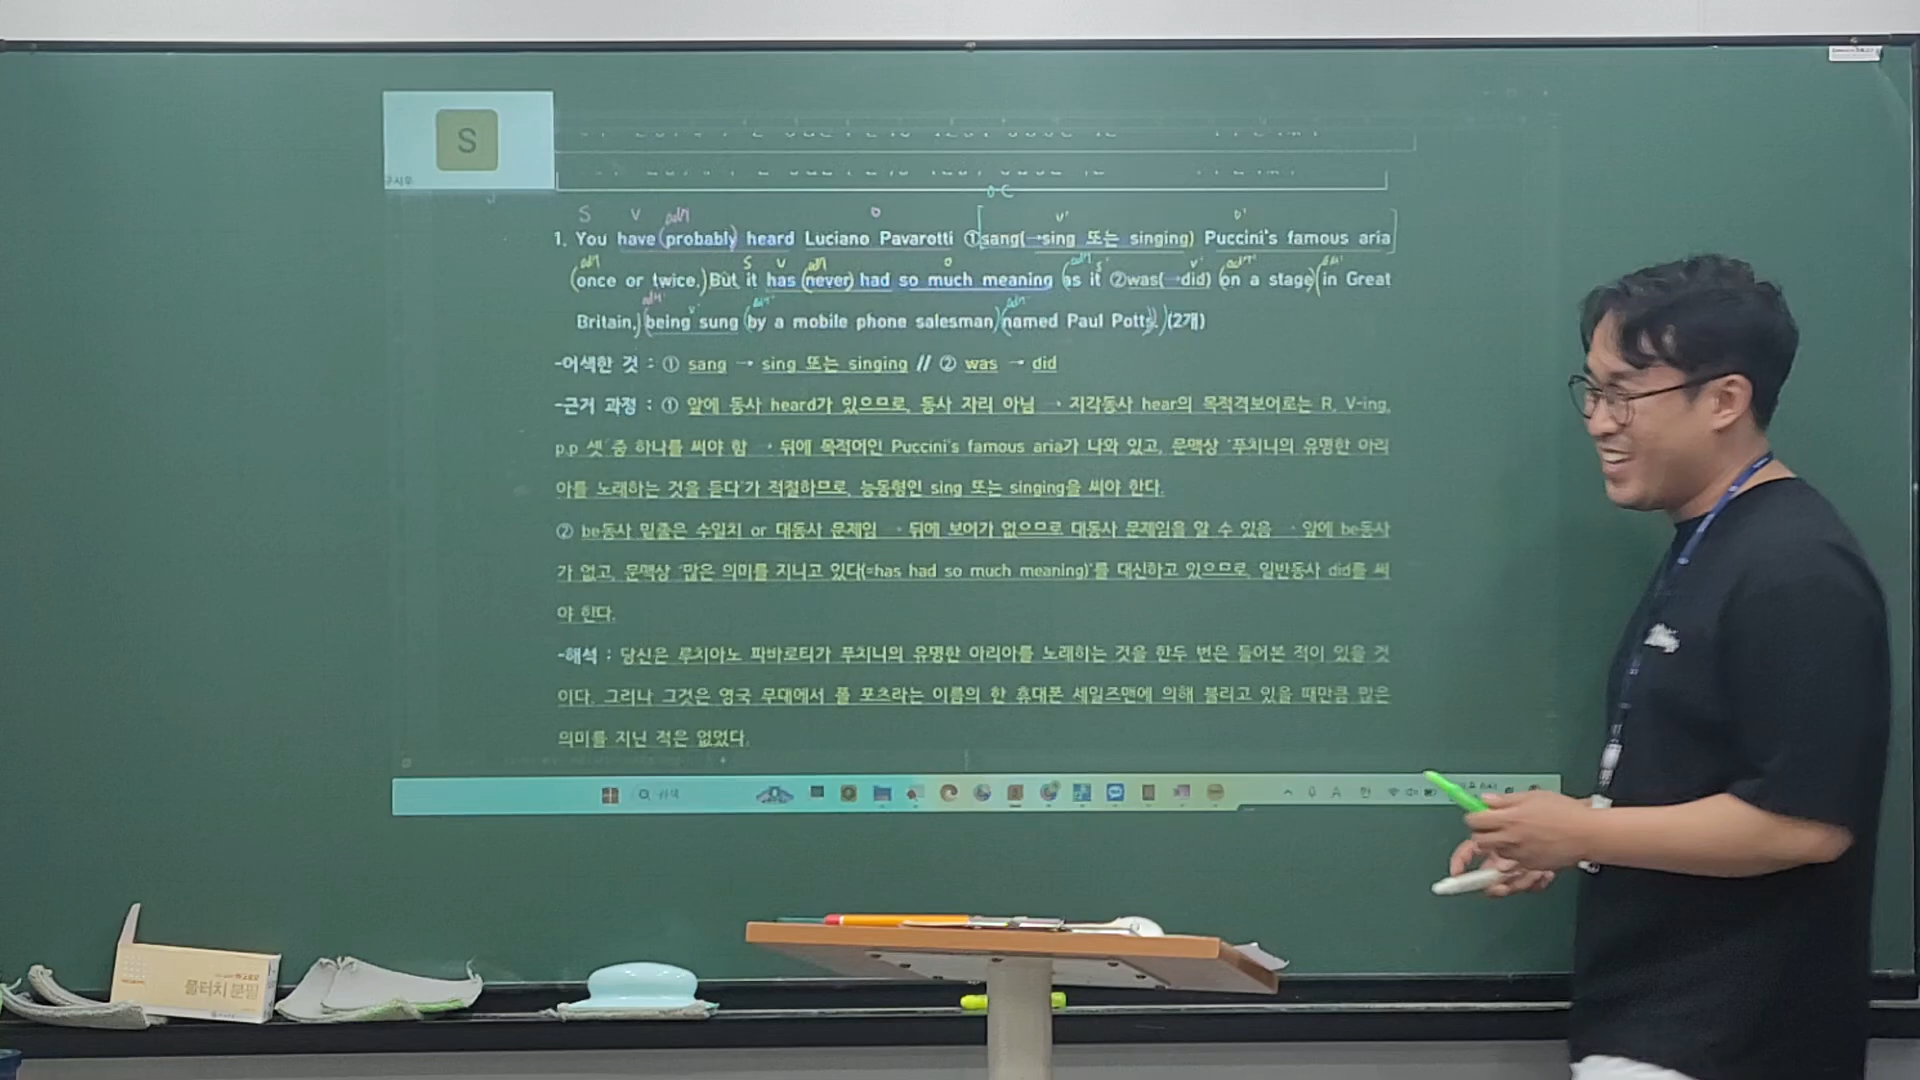 S
구시우
S V adv O OC v' o'
1. You have (probably) heard Luciano Pavarotti ①sang(→sing 또는 singing) Puccini's famous aria
(once or twice.) But it has (never) had so much meaning (as it ②was(→did) (on a stage) (in Great
Britain,) (being sung (by a mobile phone salesman) (named Paul Potts.)) (2개)
-어색한 것 : ① sang → sing 또는 singing // ② was → did
-근거 과정 : ① 앞에 동사 heard가 있으므로, 동사 자리 아님 → 지각동사 hear의 목적격보어로는 R, V-ing,
p.p 셋 중 하나를 써야 함 → 뒤에 목적어인 Puccini's famous aria가 나와 있고, 문맥상 '푸치니의 유명한 아리
아를 노래하는 것을 듣다'가 적절하므로, 능동형인 sing 또는 singing을 써야 한다.
② be동사 밑줄은 수일치 or 대동사 문제임 → 뒤에 보어가 없으므로 대동사 문제임을 알 수 있음 → 앞에 be동사
가 없고, 문맥상 '많은 의미를 지니고 있다(=has had so much meaning)'를 대신하고 있으므로, 일반동사 did를 써
야 한다.
-해석 : 당신은 루치아노 파바로티가 푸치니의 유명한 아리아를 노래하는 것을 한두 번은 들어본 적이 있을 것
이다. 그러나 그것은 영국 무대에서 폴 포츠라는 이름의 한 휴대폰 세일즈맨에 의해 불리고 있을 때만큼 많은
의미를 지닌 적은 없었다.
검색
A 한
물터치 분필